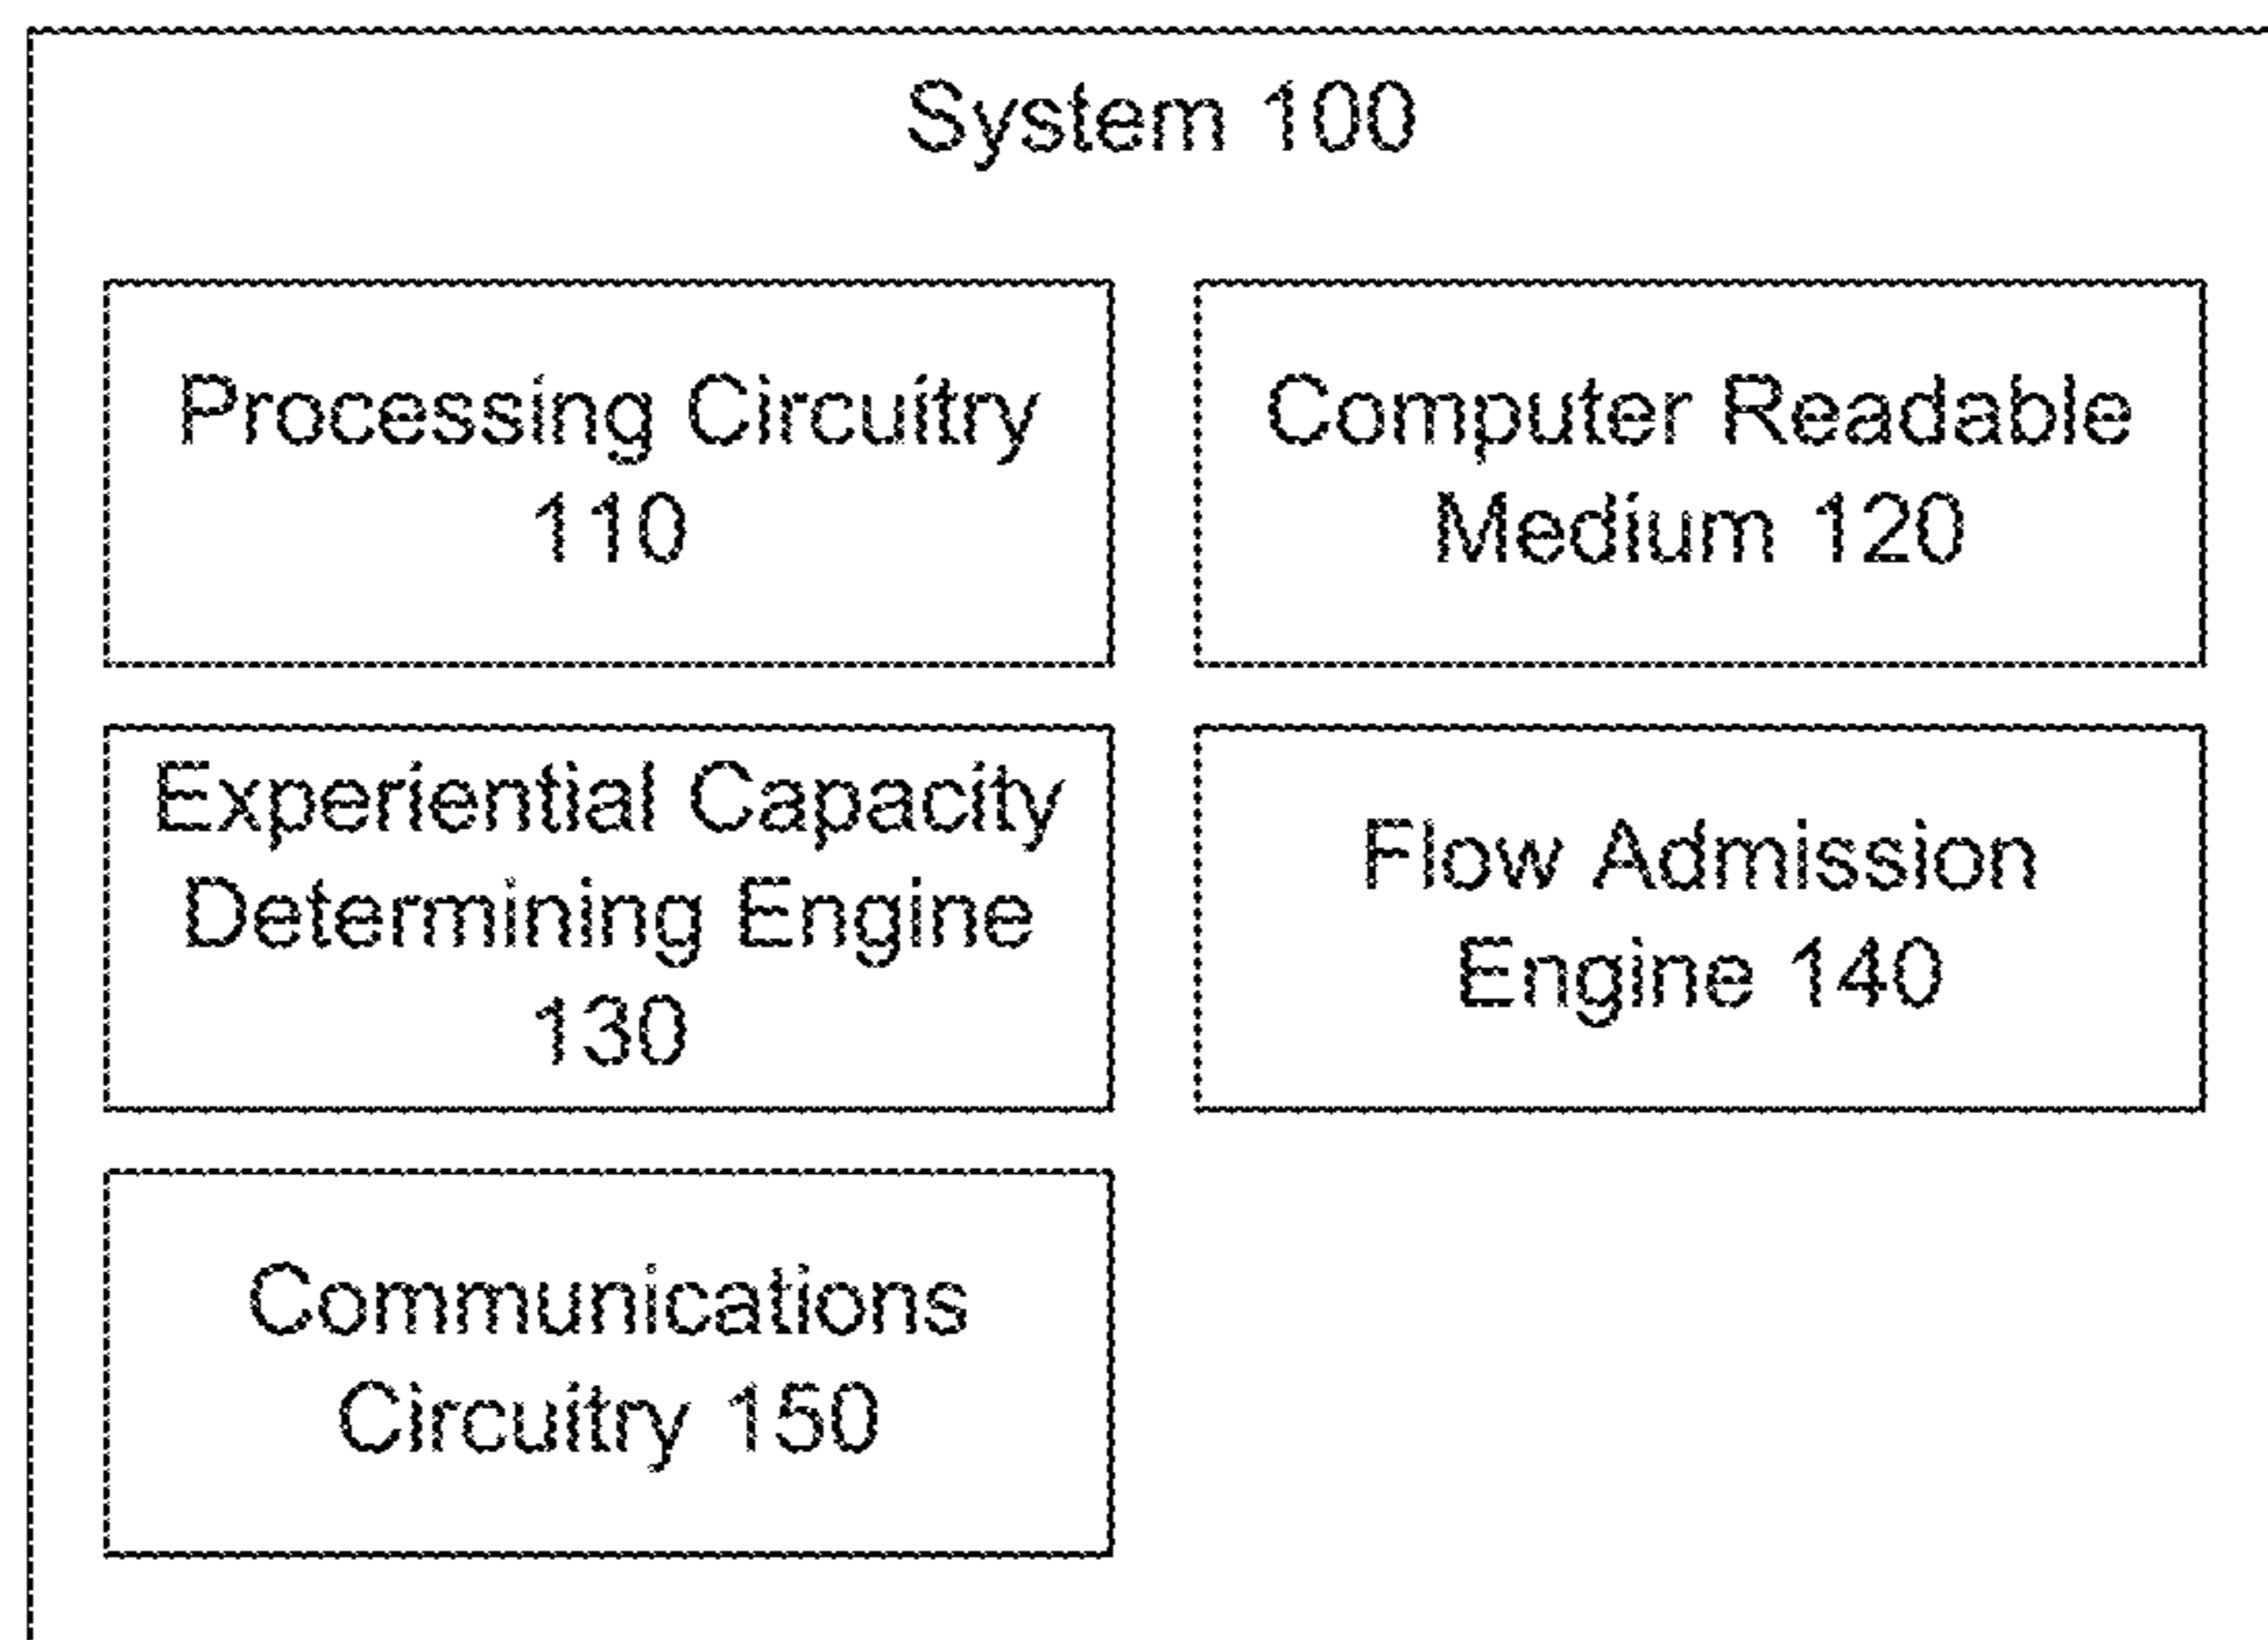 System 100
Processing Circuitry
110
Computer Readable
Medium 120
Experiential Capacity
Determining Engine
130
Flow Admission
Engine 140
Communications
Circuitry 150